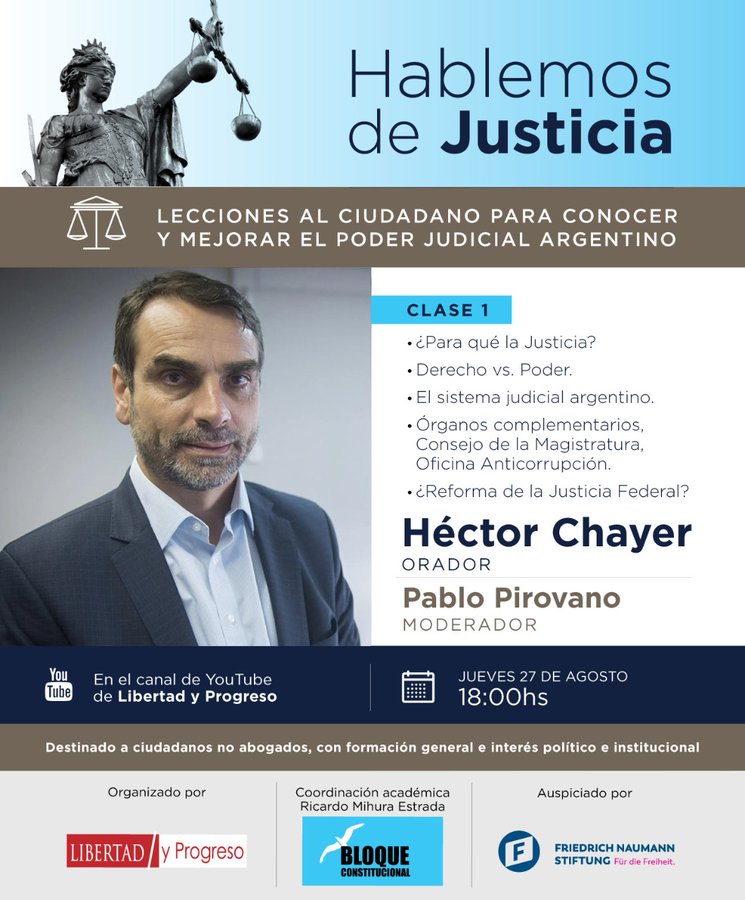 Hablemos
de Justicia
LECCIONES AL CIUDADANO PARA CONOCER
Y MEJORAR EL PODER JUDICIAL ARGENTINO
CLASE 1
• ¿Para qué la Justicia?
• Derecho vs. Poder.
• El sistema judicial argentino.
• Órganos complementarios,
Consejo de la Magistratura,
Oficina Anticorrupción.
• ¿Reforma de la Justicia Federal?
Héctor Chayer
ORADOR
Pablo Pirovano
MODERADOR
You
Tube
En el canal de YouTube
de Libertad y Progreso
JUEVES 27 DE AGOSTO
18:00hs
Destinado a ciudadanos no abogados, con formación general e interés político e institucional
Organizado por
LIBERTAD y Progreso
Coordinación académica
Ricardo Mihura Estrada
BLOQUE
CONSTITUCIONAL
Auspiciado por
F
FRIEDRICH NAUMANN
STIFTUNG Für die Freiheit.